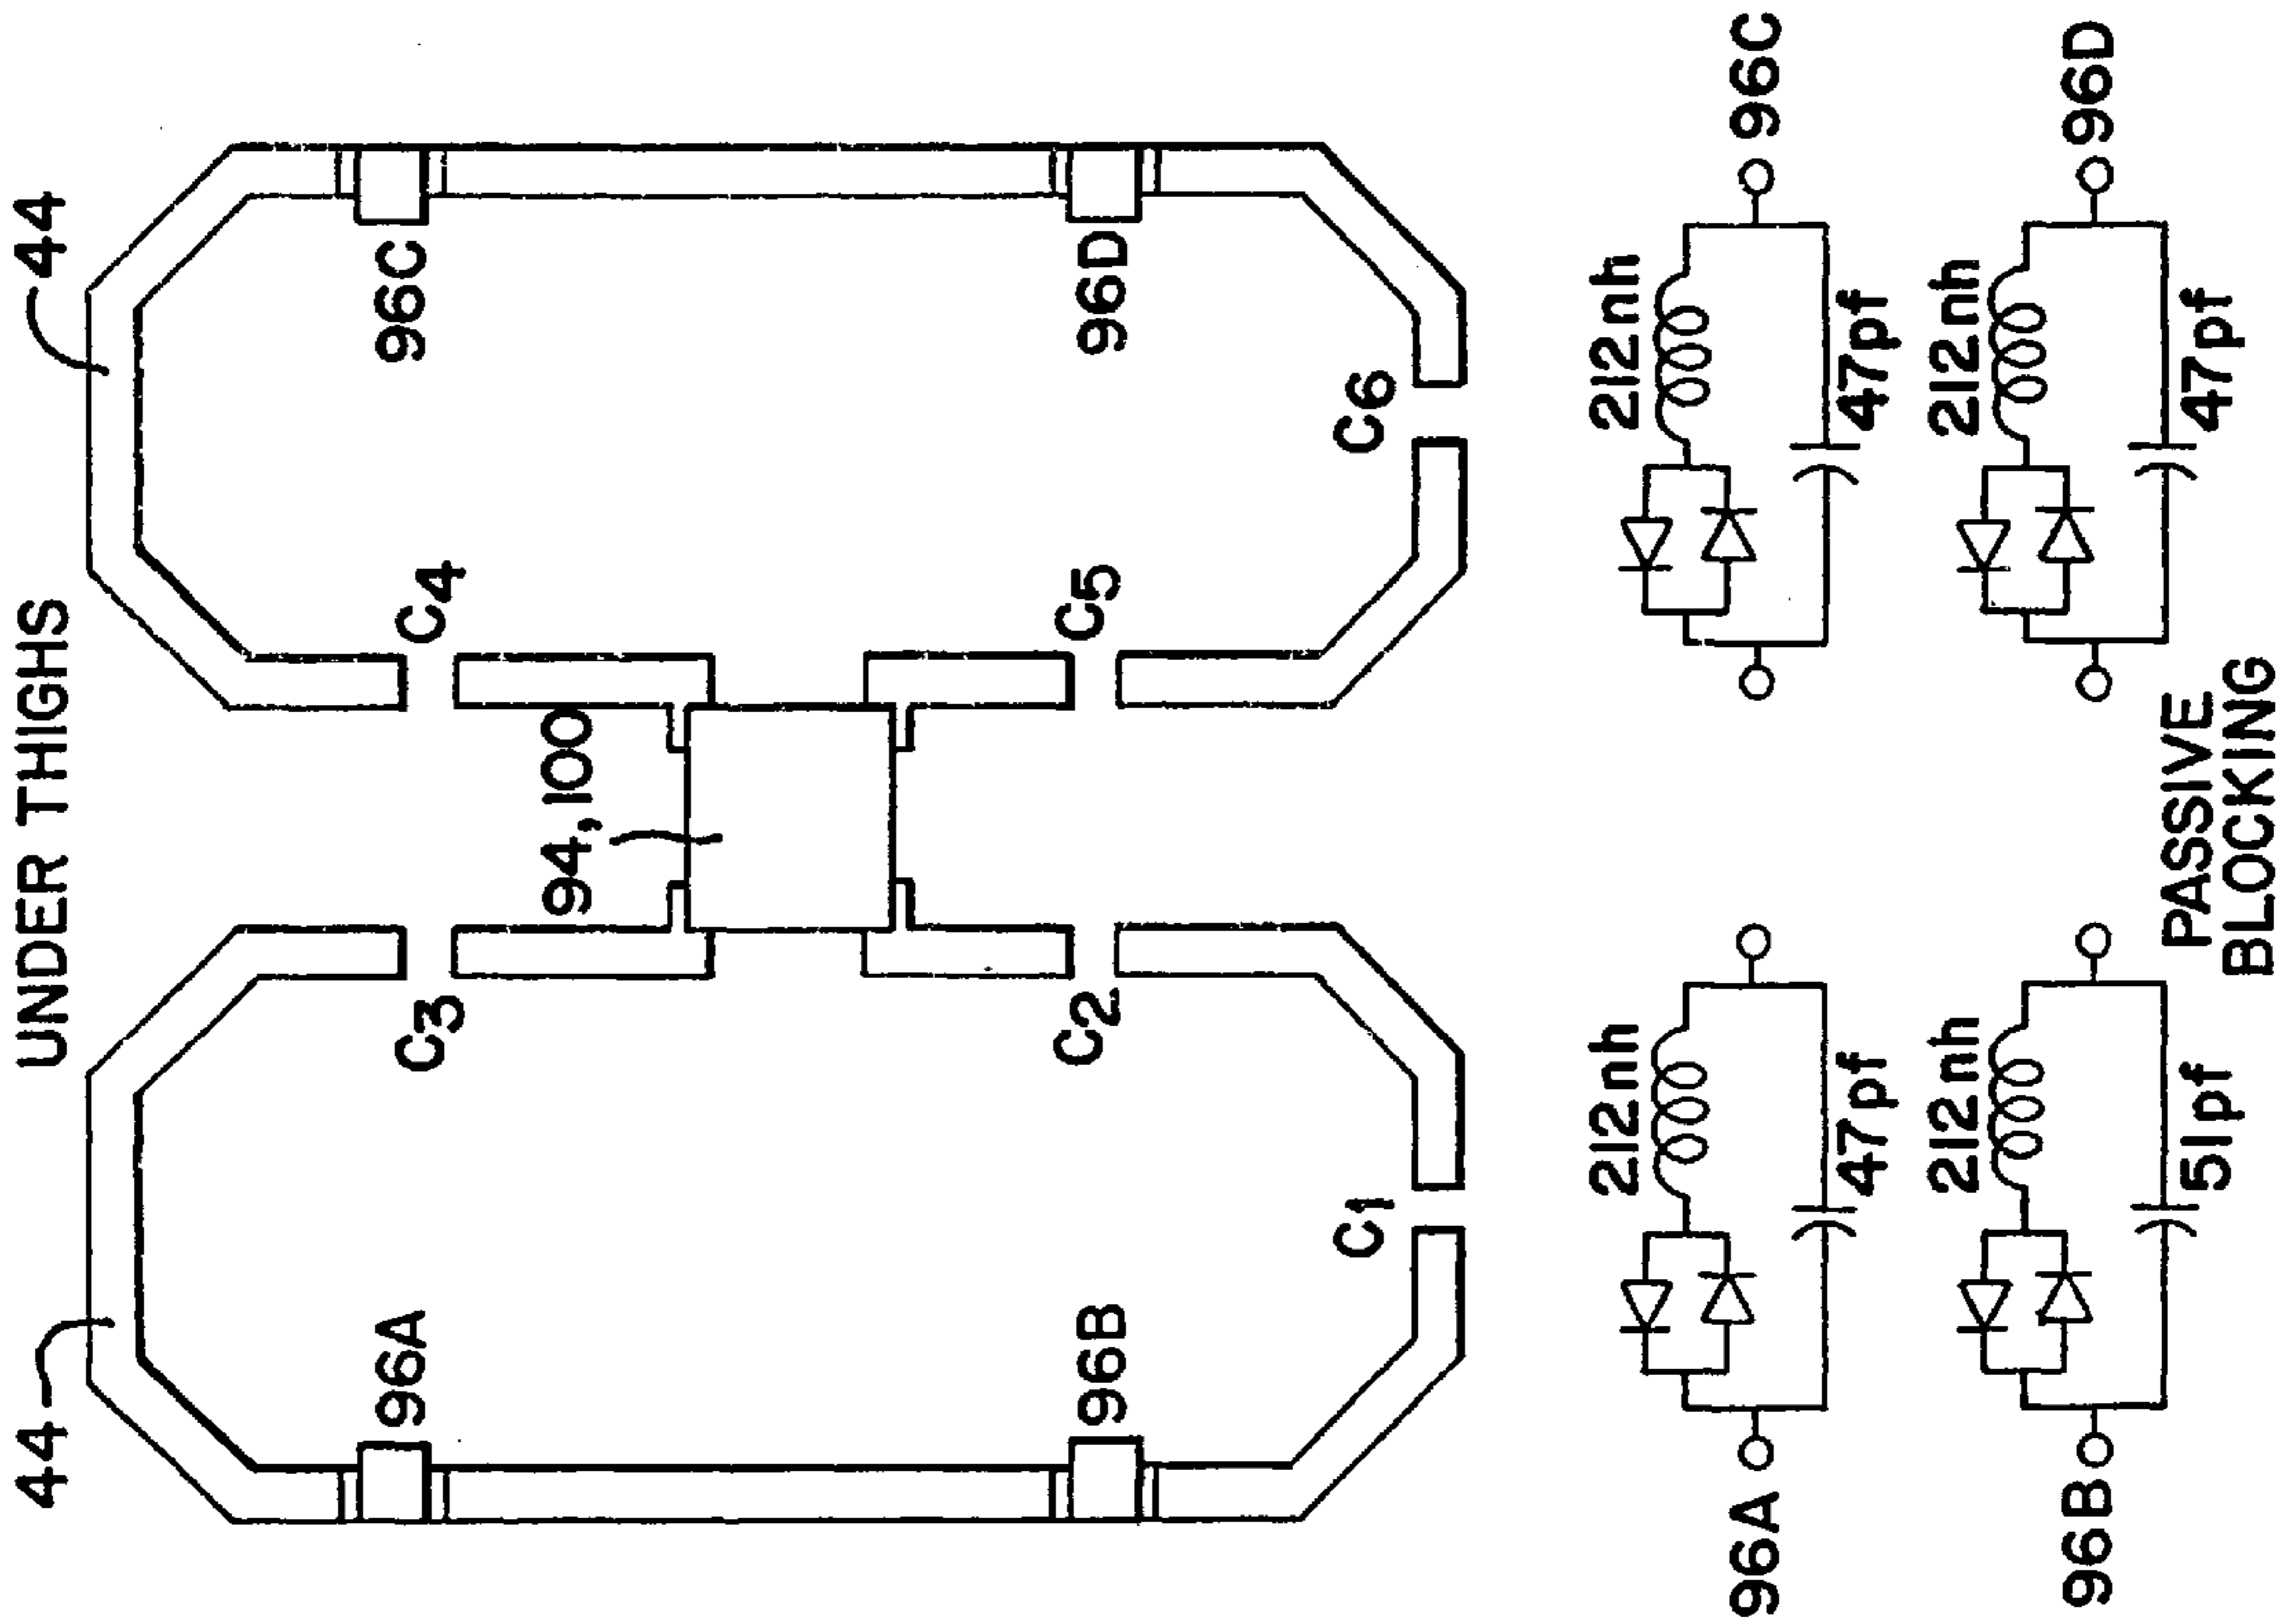 UNDER THIGHS
44
44
C3
C4
96A
96C
94,100
C2
C5
96B
96D
C1
C6
212nh
212nh
96A
96C
47pf
47pf
212nh
212nh
96B
96D
51pf
47pf
PASSIVE
BLOCKING